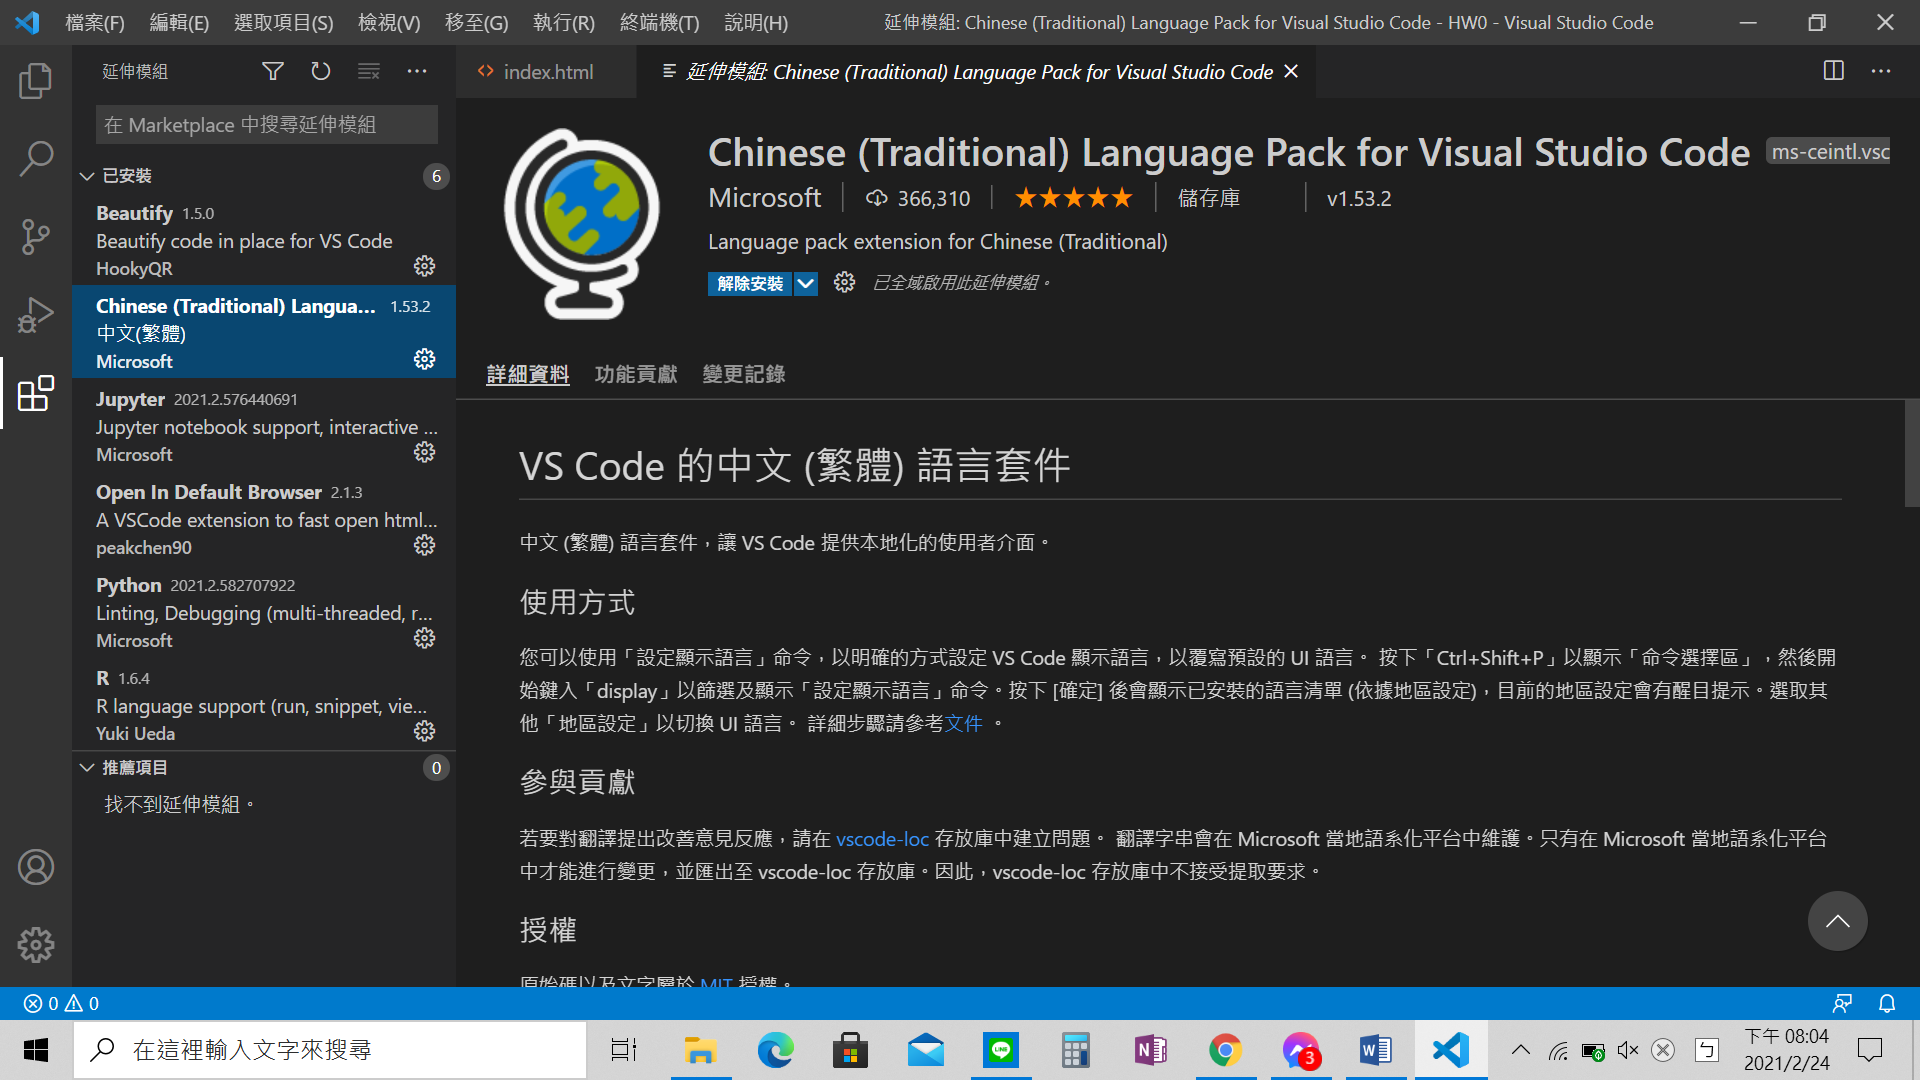 檔案(F) 編輯(E) 選取項目(S) 檢視(V) 移至(G) 執行(R) 終端機(T) 說明(H) 延伸模組: Chinese (Traditional) Language Pack for Visual Studio Code - HW0 - Visual Studio Code
延伸模組
index.html
延伸模組: Chinese (Traditional) Language Pack for Visual Studio Code
在 Marketplace 中搜尋延伸模組
已安裝 6
Beautify 1.5.0
Beautify code in place for VS Code
HookyQR
Chinese (Traditional) Langua... 1.53.2
中文(繁體)
Microsoft
Jupyter 2021.2.576440691
Jupyter notebook support, interactive ...
Microsoft
Open In Default Browser 2.1.3
A VSCode extension to fast open html...
peakchen90
Python 2021.2.582707922
Linting, Debugging (multi-threaded, r...
Microsoft
R 1.6.4
R language support (run, snippet, vie...
Yuki Ueda
推薦項目 0
找不到延伸模組。
Chinese (Traditional) Language Pack for Visual Studio Code ms-ceintl.vsc
Microsoft 366,310 ★★★★★ 儲存庫 v1.53.2
Language pack extension for Chinese (Traditional)
解除安裝 已全域啟用此延伸模組。
詳細資料 功能貢獻 變更記錄
VS Code 的中文 (繁體) 語言套件
中文 (繁體) 語言套件，讓 VS Code 提供本地化的使用者介面。
使用方式
您可以使用「設定顯示語言」命令，以明確的方式設定 VS Code 顯示語言，以覆寫預設的 UI 語言。 按下「Ctrl+Shift+P」以顯示「命令選擇區」，然後開
始鍵入「display」以篩選及顯示「設定顯示語言」命令。按下 [確定] 後會顯示已安裝的語言清單 (依據地區設定)，目前的地區設定會有醒目提示。選取其
他「地區設定」以切換 UI 語言。 詳細步驟請參考文件 。
參與貢獻
若要對翻譯提出改善意見反應，請在 vscode-loc 存放庫中建立問題。 翻譯字串會在 Microsoft 當地語系化平台中維護。只有在 Microsoft 當地語系化平台
中才能進行變更，並匯出至 vscode-loc 存放庫。因此，vscode-loc 存放庫中不接受提取要求。
授權
原始碼以及文字屬於 MIT 授權。
0 0
在這裡輸入文字來搜尋
LINE
N
3
W
ㄅ
下午 08:04
2021/2/24